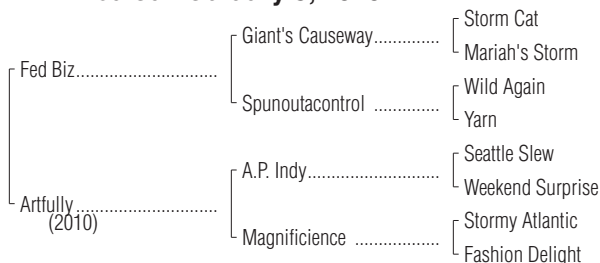 Storm Cat
Giant's Causeway..............
Mariah's Storm
Fed Biz..............................
Wild Again
Spunoutacontrol ..............
Yarn
Seattle Slew
A.P. Indy............................
Weekend Surprise
Artfully..............................
(2010)
Stormy Atlantic
Magnificience ..................
Fashion Delight